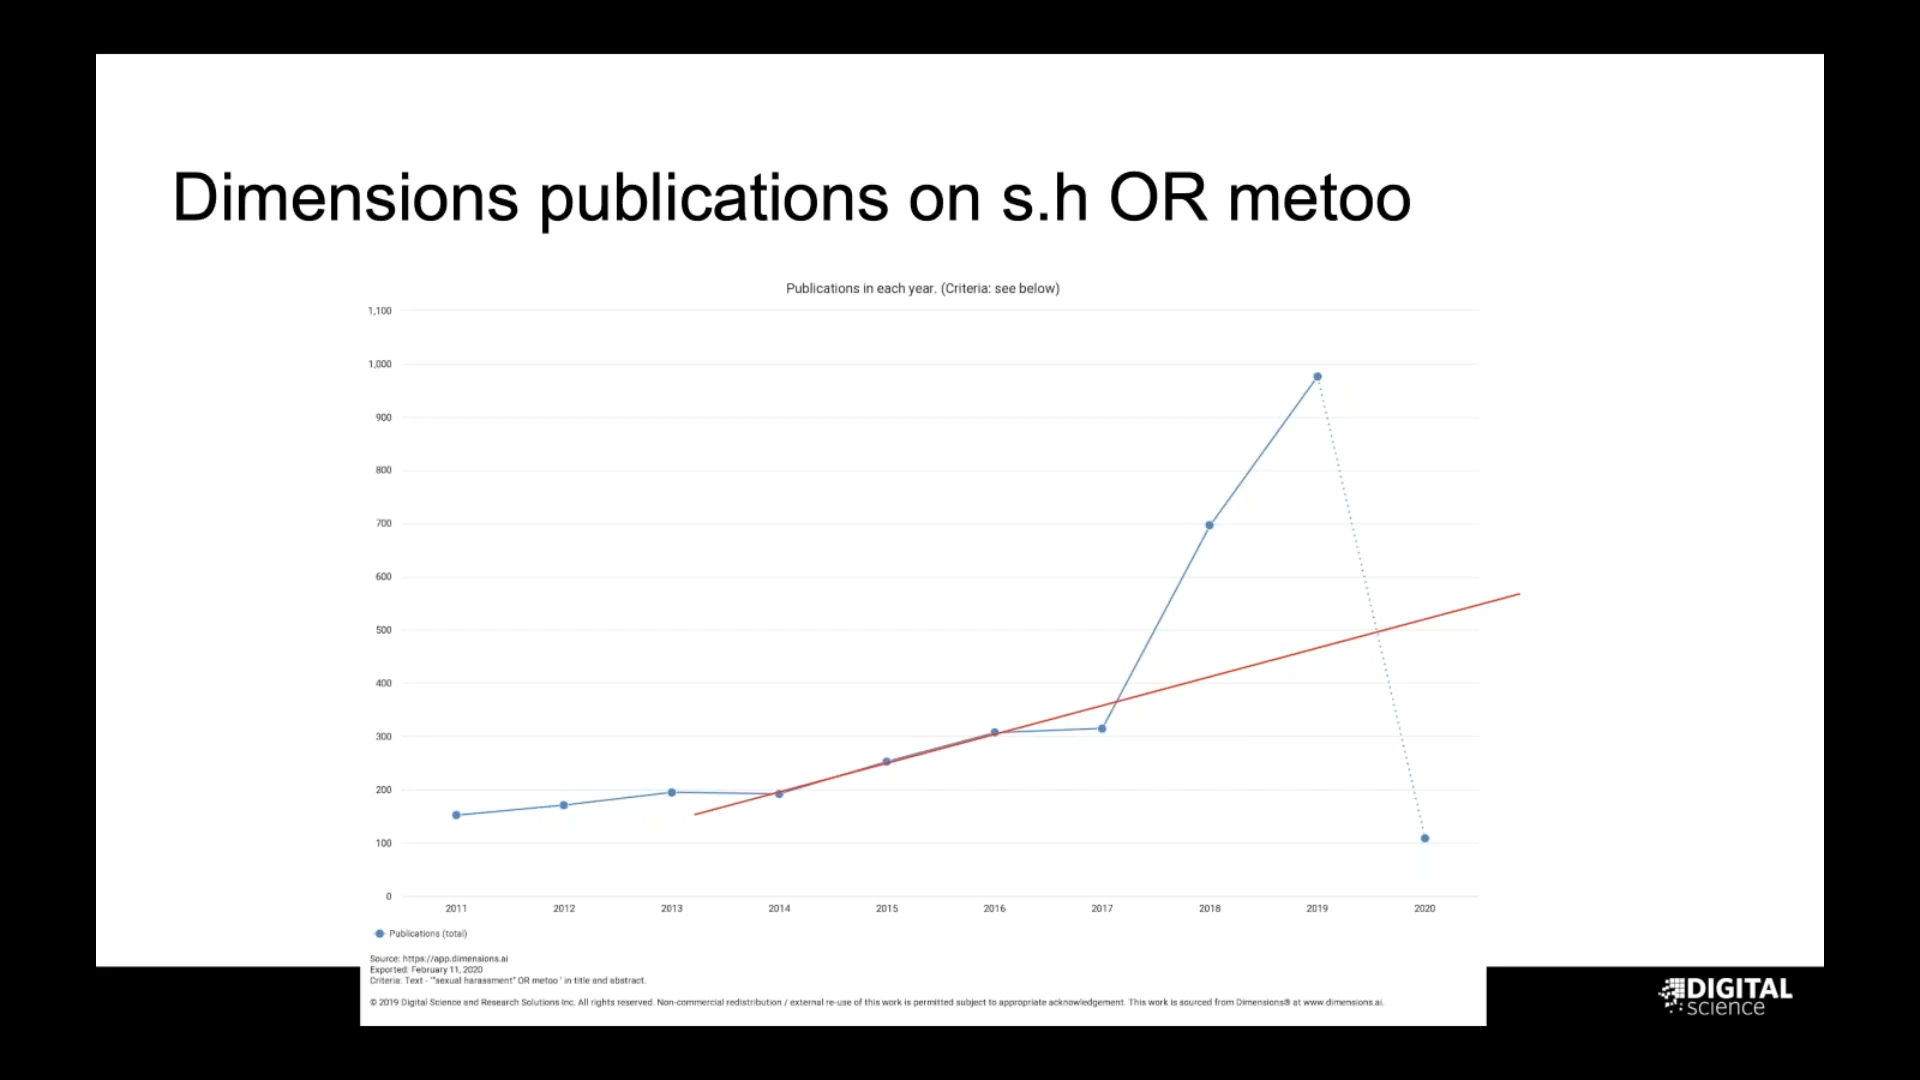 Dimensions publications on s.h OR metoo
Publications in each year. (Criteria: see below)
1,100
1,000
900
800
700
600
500
400
300
200
100
0
2011 2012 2013 2014 2015 2016 2017 2018 2019 2020
Publications (total)
Source: https://app.dimensions.ai
Exported: February 11, 2020
Criteria: Text - '"sexual harassment" OR metoo ' in title and abstract.
© 2019 Digital Science and Research Solutions Inc. All rights reserved. Non-commercial redistribution / external re-use of this work is permitted subject to appropriate acknowledgement. This work is sourced from Dimensions® at www.dimensions.ai.
DIGITAL
science